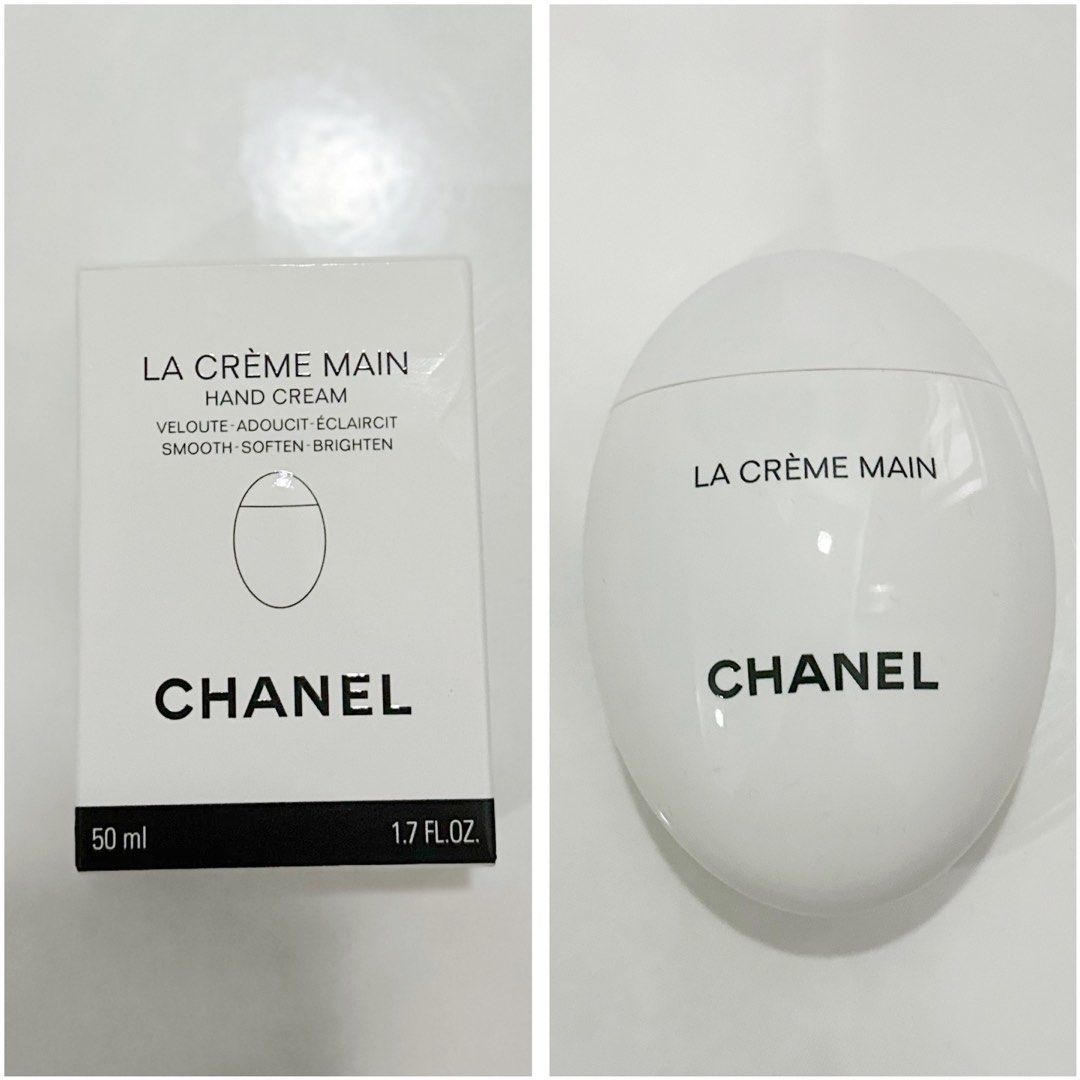 LA CRÈME MAIN
HAND CREAM
VELOUTE-ADOUCIT-ÉCLAIRCIT
SMOOTH-SOFTEN-BRIGHTEN
CHANEL
50 ml 1.7 FL.OZ.
LA CRÈME MAIN
CHANEL